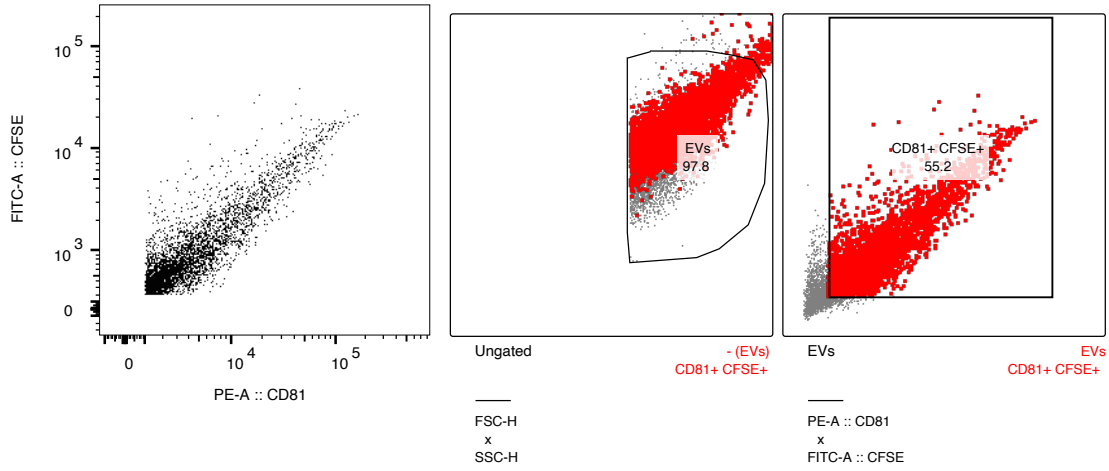 10^5
10^4
10^3
0
FITC-A :: CFSE
0
10^4
10^5
PE-A :: CD81
EVs
97.8
Ungated
- (EVs)
CD81+ CFSE+
FSC-H
x
SSC-H
CD81+ CFSE+
55.2
EVs
EVs
CD81+ CFSE+
PE-A :: CD81
x
FITC-A :: CFSE